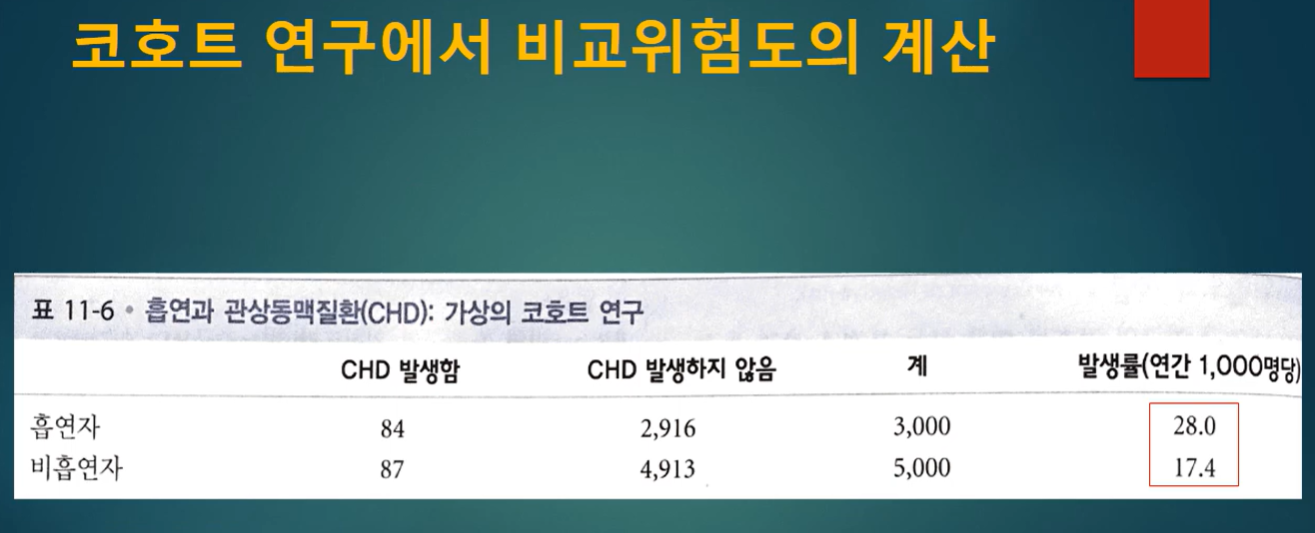 코호트 연구에서 비교위험도의 계산
표 11-6 • 흡연과 관상동맥질환(CHD): 가상의 코호트 연구
CHD 발생함 CHD 발생하지 않음 계 발생률(연간 1,000명당)
흡연자 84 2,916 3,000 28.0
비흡연자 87 4,913 5,000 17.4